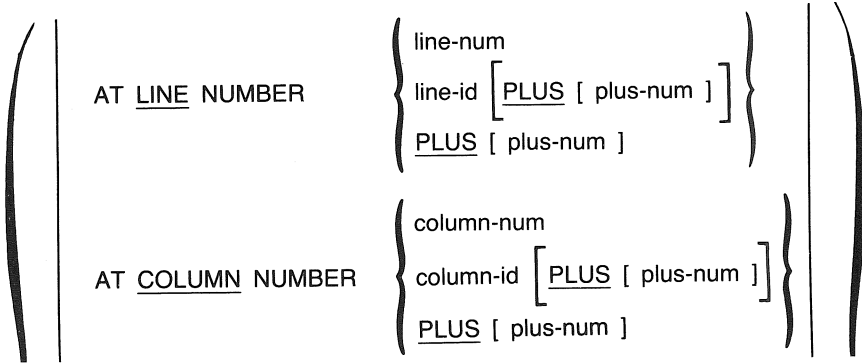 line-num
AT LINE NUMBER line-id [ PLUS [ plus-num ] ]
PLUS [ plus-num ]
column-num
AT COLUMN NUMBER column-id [ PLUS [ plus-num ] ]
PLUS [ plus-num ]